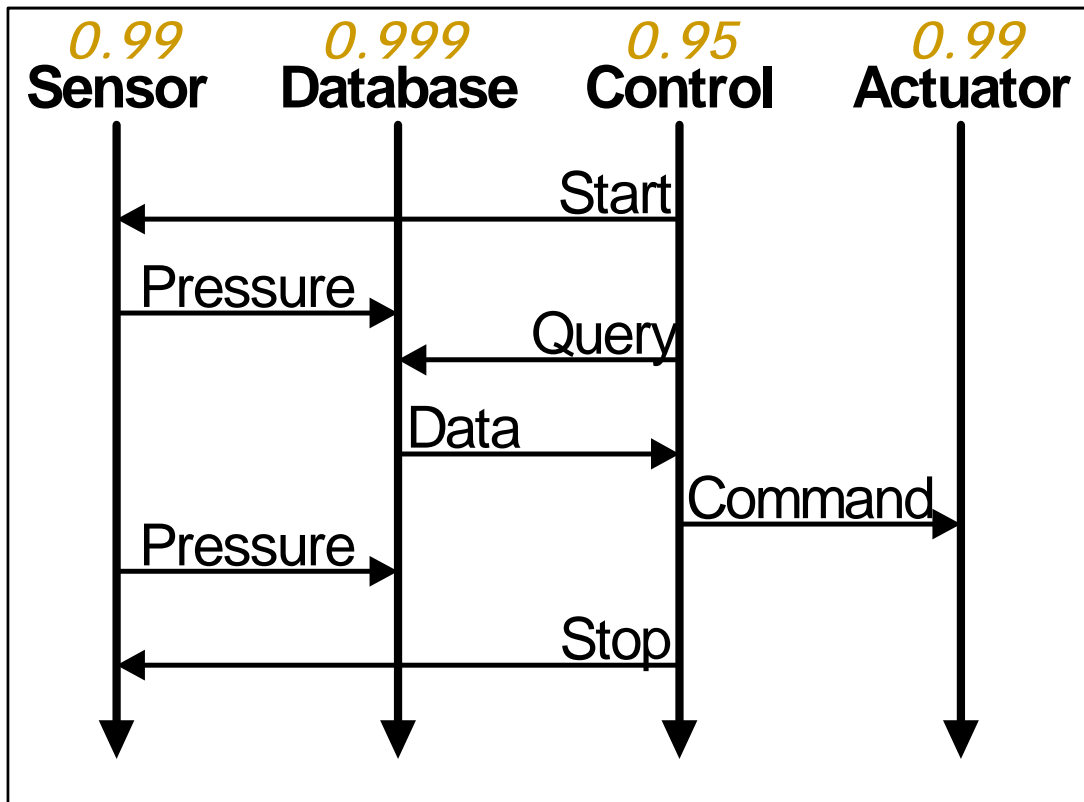 0.99 0.999 0.95 0.99
Sensor Database Control Actuator
Start
Pressure
Query
Data
Command
Pressure
Stop